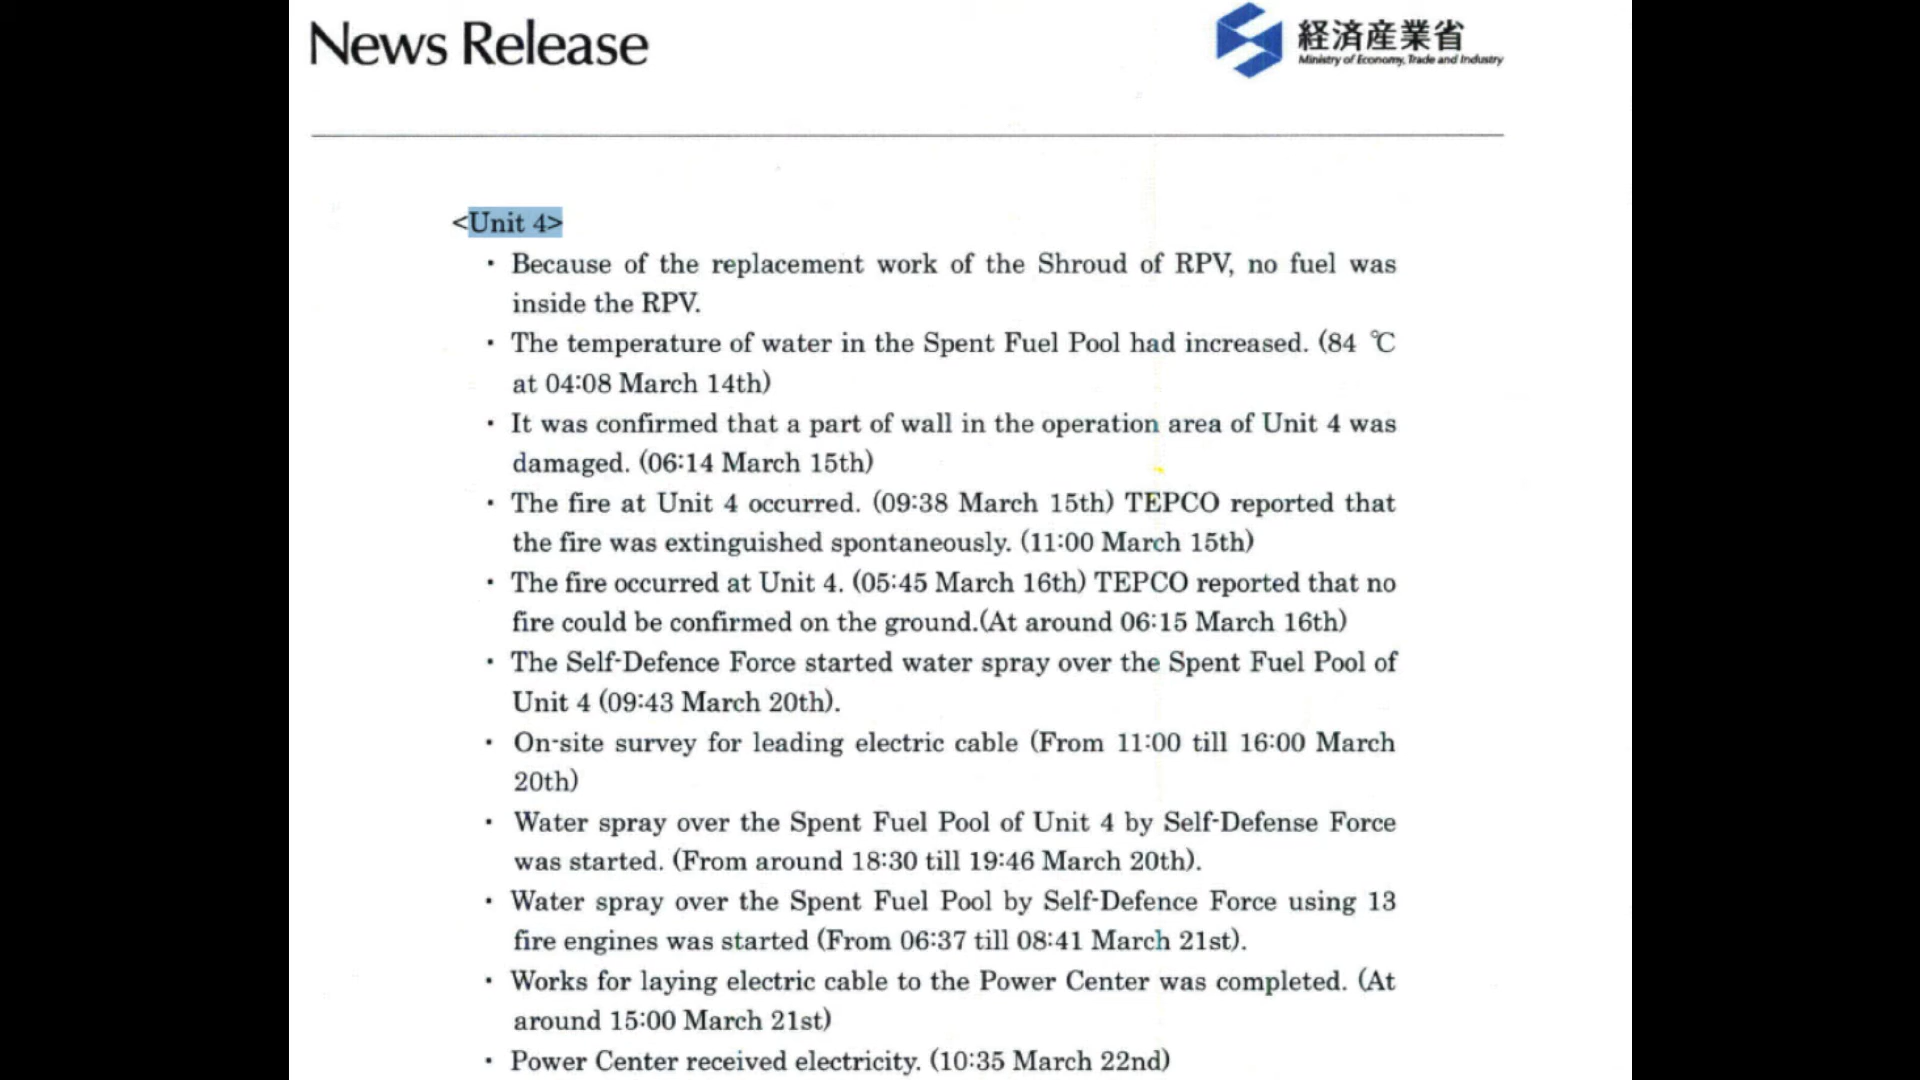 News Release
経済産業省
Ministry of Economy, Trade and Industry
<Unit 4>
・ Because of the replacement work of the Shroud of RPV, no fuel was
inside the RPV.
・ The temperature of water in the Spent Fuel Pool had increased. (84 ℃
at 04:08 March 14th)
・ It was confirmed that a part of wall in the operation area of Unit 4 was
damaged. (06:14 March 15th)
・ The fire at Unit 4 occurred. (09:38 March 15th) TEPCO reported that
the fire was extinguished spontaneously. (11:00 March 15th)
・ The fire occurred at Unit 4. (05:45 March 16th) TEPCO reported that no
fire could be confirmed on the ground.(At around 06:15 March 16th)
・ The Self-Defence Force started water spray over the Spent Fuel Pool of
Unit 4 (09:43 March 20th).
・ On-site survey for leading electric cable (From 11:00 till 16:00 March
20th)
・ Water spray over the Spent Fuel Pool of Unit 4 by Self-Defense Force
was started. (From around 18:30 till 19:46 March 20th).
・ Water spray over the Spent Fuel Pool by Self-Defence Force using 13
fire engines was started (From 06:37 till 08:41 March 21st).
・ Works for laying electric cable to the Power Center was completed. (At
around 15:00 March 21st)
・ Power Center received electricity. (10:35 March 22nd)